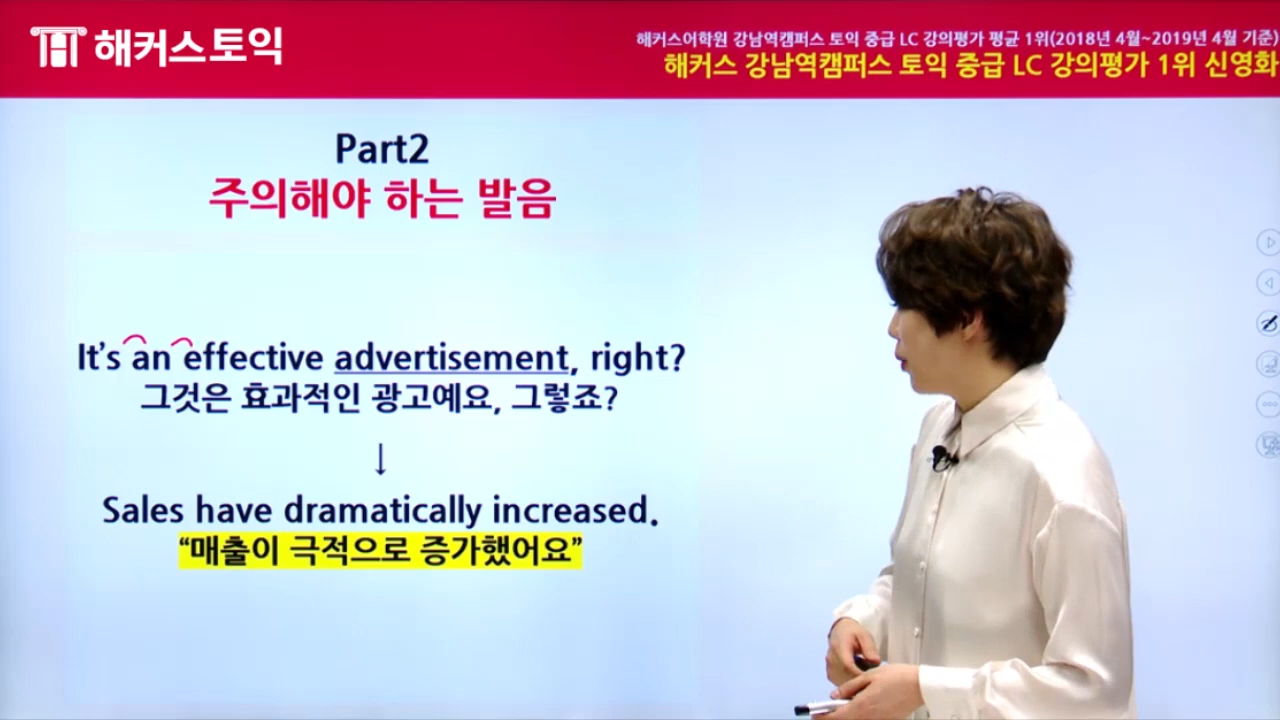 해커스토익
해커스어학원 강남역캠퍼스 토익 중급 LC 강의평가 평균 1위(2018년 4월~2019년 4월 기준)
해커스 강남역캠퍼스 토익 중급 LC 강의평가 1위 신영화
Part2
주의해야 하는 발음
It's an effective advertisement, right?
그것은 효과적인 광고예요, 그렇죠?
↓
Sales have dramatically increased.
“매출이 극적으로 증가했어요”